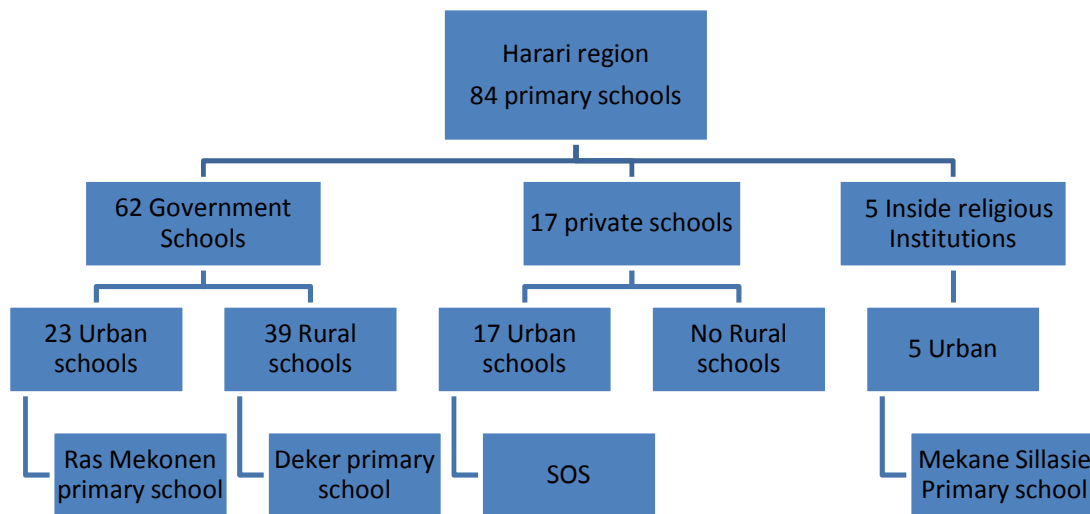 Harari region
84 primary schools
62 Government
Schools
17 private schools
5 Inside religious
Institutions
23 Urban
schools
39 Rural
schools
17 Urban
schools
No Rural
schools
5 Urban
Ras Mekonen
primary school
Deker primary
school
SOS
Mekane Sillasie
Primary school